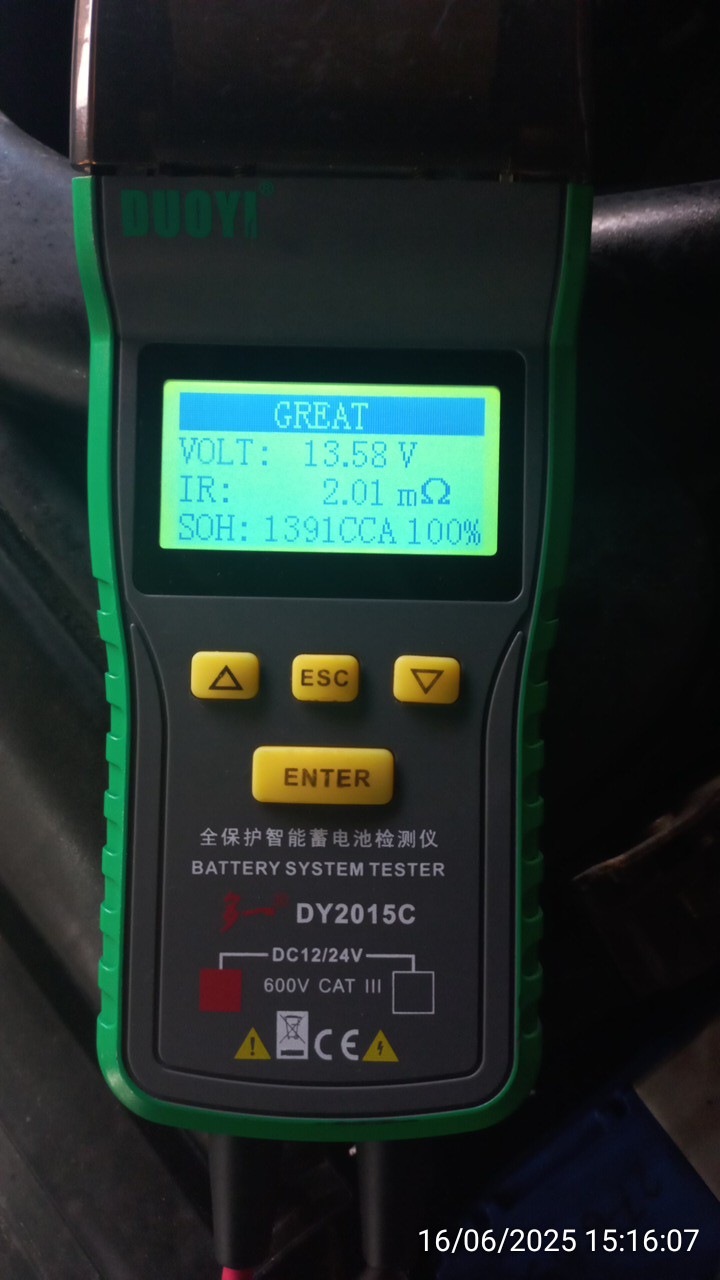 DUOYI®
GREAT
VOLT: 13.58 V
IR: 2.01 mΩ
SOH: 1391CCA 100%
ESC
ENTER
全保护智能蓄电池检测仪
BATTERY SYSTEM TESTER
多一® DY2015C
DC12/24V
600V CAT III
CE
16/06/2025 15:16:07